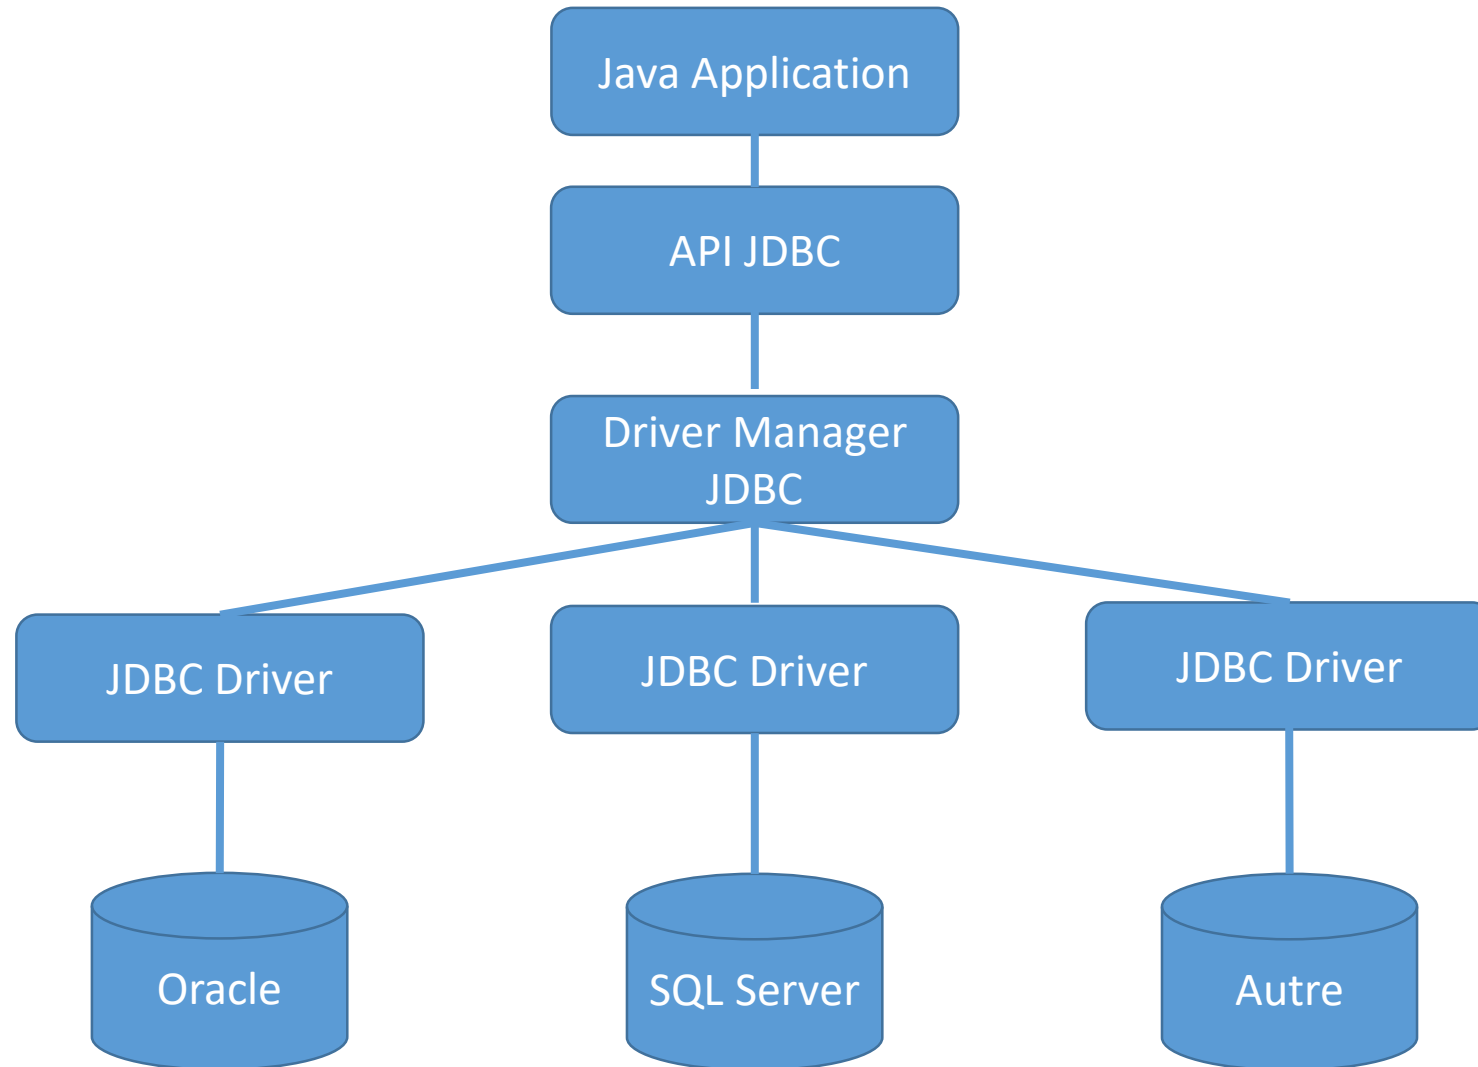 Java Application
API JDBC
Driver Manager
JDBC
JDBC Driver
JDBC Driver
JDBC Driver
Oracle
SQL Server
Autre